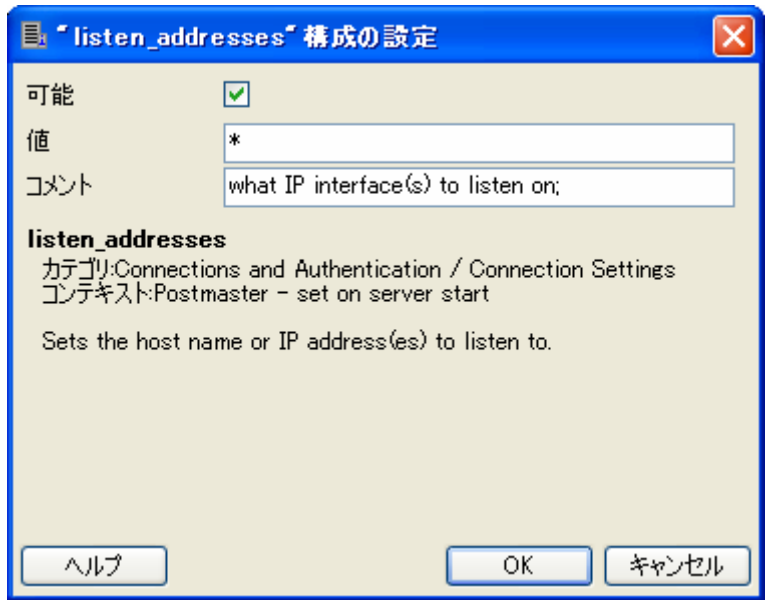 "listen_addresses" 構成の設定
可能
値 *
コメント what IP interface(s) to listen on;
listen_addresses
カテゴリ:Connections and Authentication / Connection Settings
コンテキスト:Postmaster - set on server start
Sets the host name or IP address(es) to listen to.
ヘルプ OK キャンセル